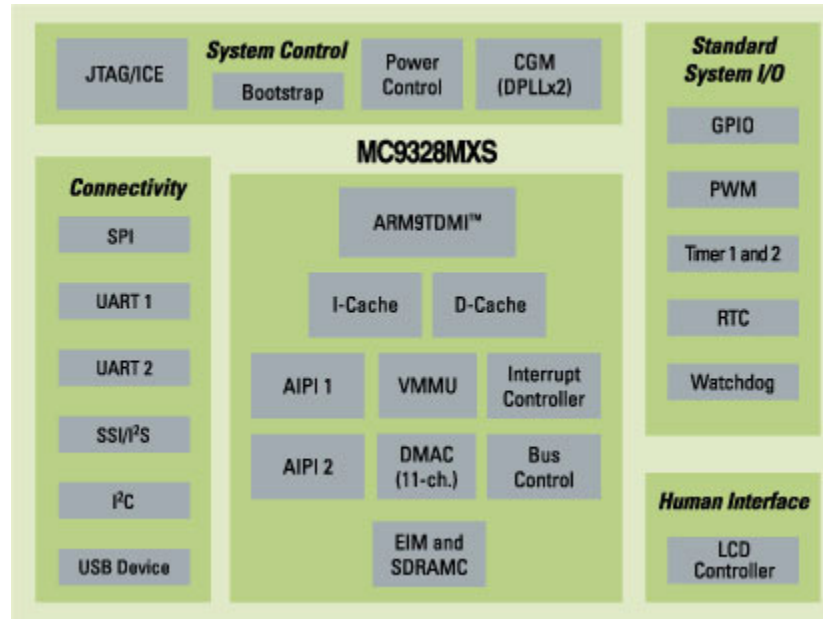 System Control
JTAG/ICE
Bootstrap
Power
Control
CGM
(DPLLx2)
Standard
System I/O
GPIO
PWM
Timer 1 and 2
RTC
Watchdog
MC9328MXS
Connectivity
SPI
UART 1
UART 2
SSI/I²S
I²C
USB Device
ARM9TDMI™
I-Cache
D-Cache
AIPI 1
VMMU
Interrupt
Controller
AIPI 2
DMAC
(11-ch.)
Bus
Control
EIM and
SDRAMC
Human Interface
LCD
Controller